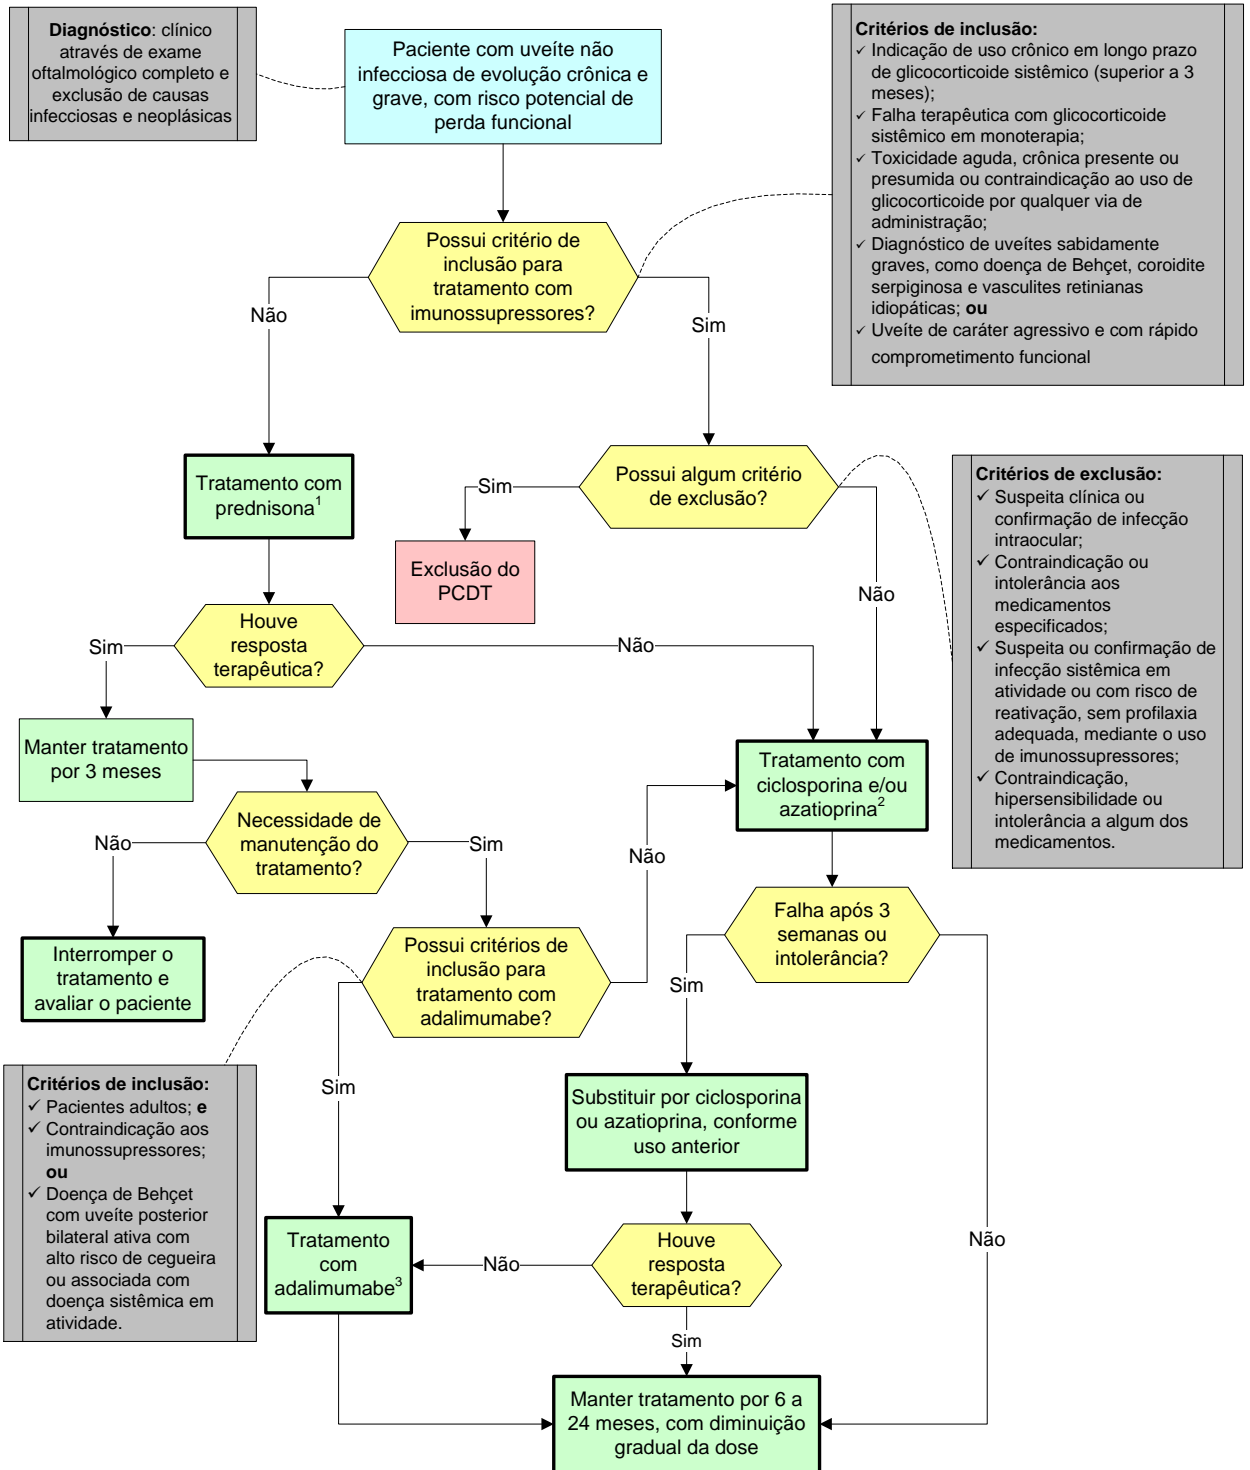 Diagnóstico: clínico
através de exame
oftalmológico completo e
exclusão de causas
infecciosas e neoplásicas
Paciente com uveíte não
infecciosa de evolução crônica e
grave, com risco potencial de
perda funcional
Critérios de inclusão:
✓ Indicação de uso crônico em longo prazo
de glicocorticoide sistêmico (superior a 3
meses);
✓ Falha terapêutica com glicocorticoide
sistêmico em monoterapia;
✓ Toxicidade aguda, crônica presente ou
presumida ou contraindicação ao uso de
glicocorticoide por qualquer via de
administração;
✓ Diagnóstico de uveítes sabidamente
graves, como doença de Behçet, coroidite
serpiginosa e vasculites retinianas
idiopáticas; ou
✓ Uveíte de caráter agressivo e com rápido
comprometimento funcional
Possui critério de
inclusão para
tratamento com
imunossupressores?
Não
Sim
Tratamento com
prednisona1
Possui algum critério
de exclusão?
Sim
Não
Exclusão do
PCDT
Critérios de exclusão:
✓ Suspeita clínica ou
confirmação de infecção
intraocular;
✓ Contraindicação ou
intolerância aos
medicamentos
especificados;
✓ Suspeita ou confirmação de
infecção sistêmica em
atividade ou com risco de
reativação, sem profilaxia
adequada, mediante o uso
de imunossupressores;
✓ Contraindicação,
hipersensibilidade ou
intolerância a algum dos
medicamentos.
Houve
resposta
terapêutica?
Sim
Não
Manter tratamento
por 3 meses
Tratamento com
ciclosporina e/ou
azatioprina2
Necessidade de
manutenção do
tratamento?
Não
Sim
Não
Interromper o
tratamento e
avaliar o paciente
Possui critérios de
inclusão para
tratamento com
adalimumabe?
Falha após 3
semanas ou
intolerância?
Sim
Sim
Não
Critérios de inclusão:
✓ Pacientes adultos; e
✓ Contraindicação aos
imunossupressores;
ou
✓ Doença de Behçet
com uveíte posterior
bilateral ativa com
alto risco de cegueira
ou associada com
doença sistêmica em
atividade.
Substituir por ciclosporina
ou azatioprina, conforme
uso anterior
Tratamento
com
adalimumabe3
Não
Houve
resposta
terapêutica?
Sim
Manter tratamento por 6 a
24 meses, com diminuição
gradual da dose